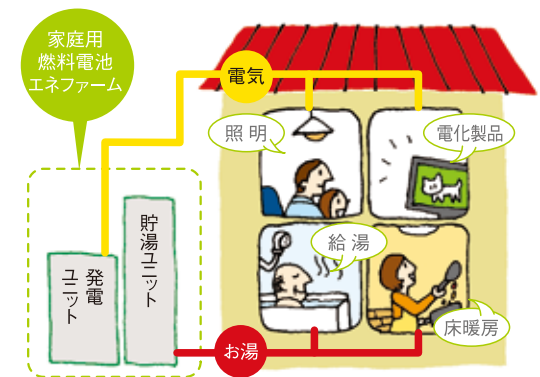 家庭用
燃料電池
エネファーム
電気
照明
電化製品
貯湯ユニット
発電
ユニット
給湯
床暖房
お湯